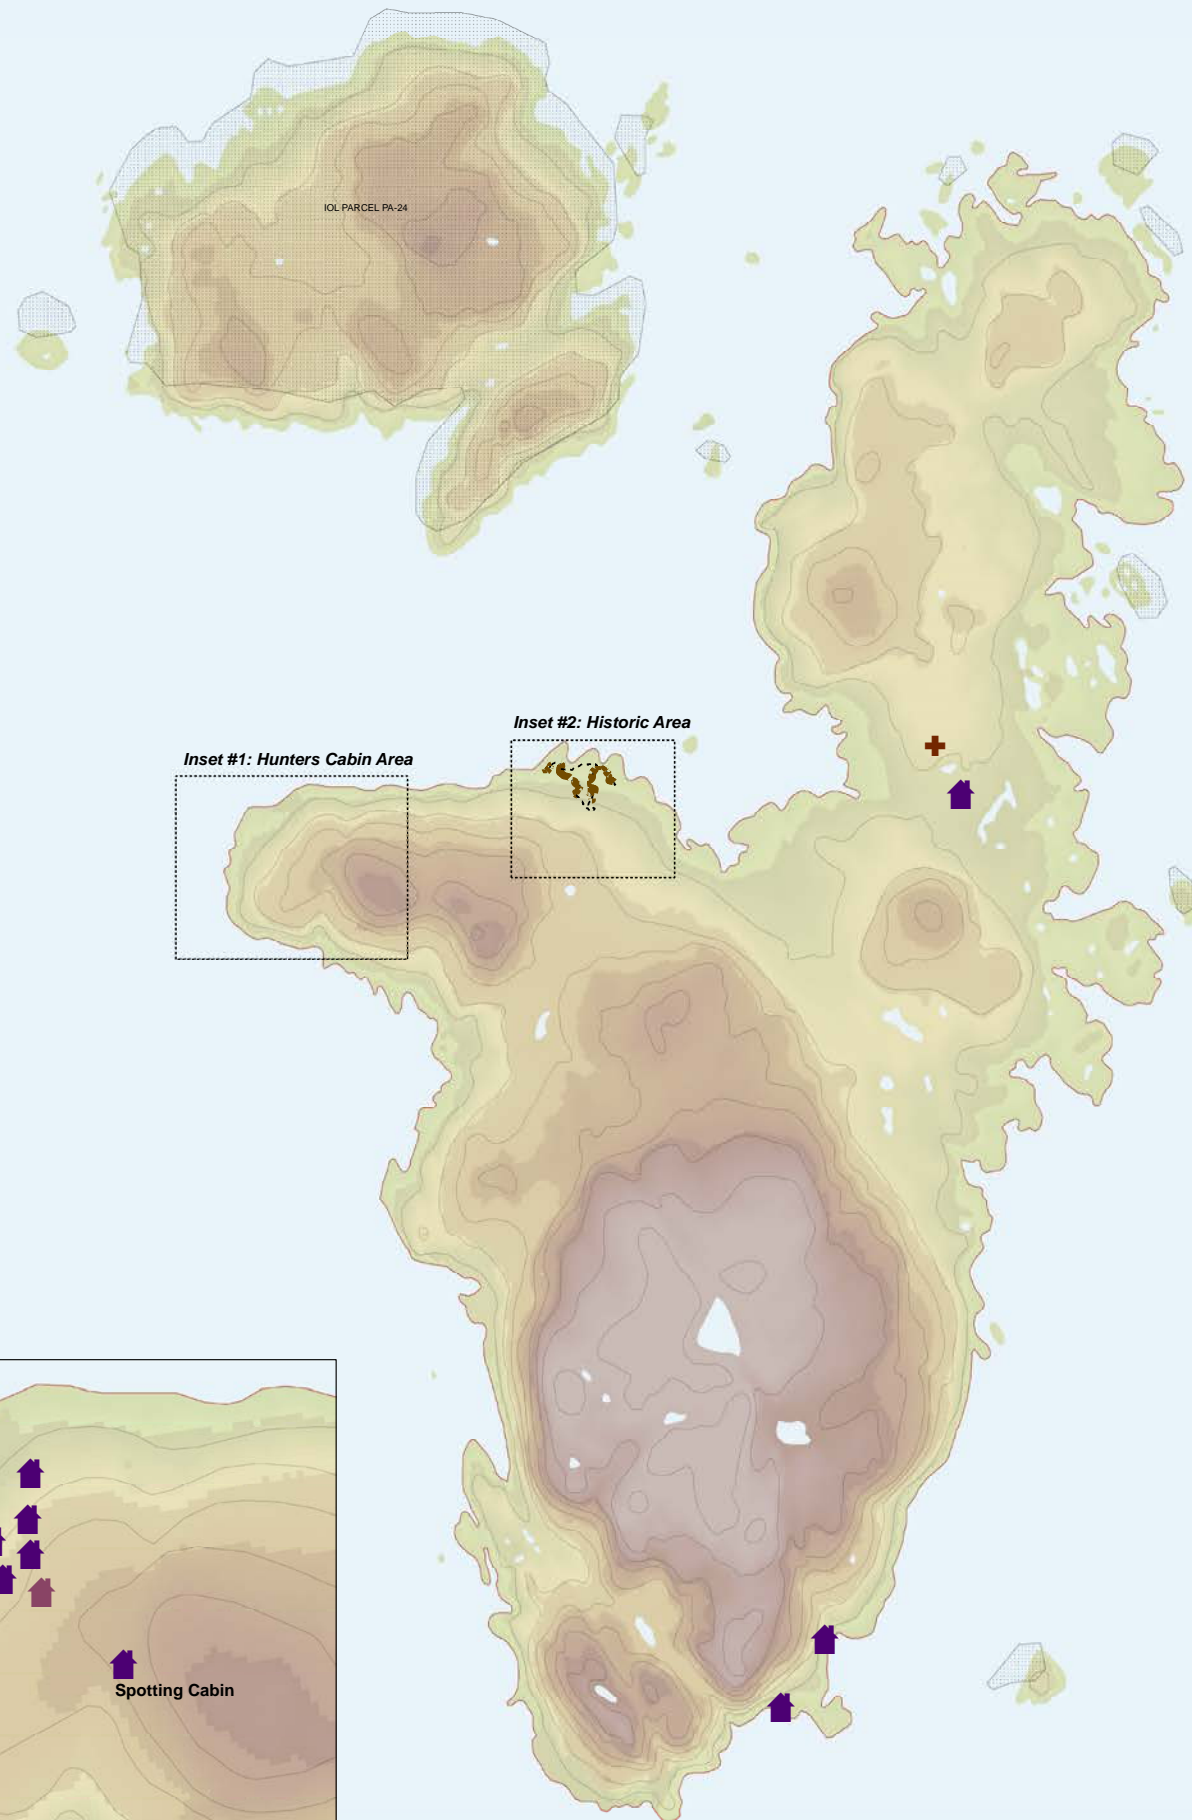 IOL PARCEL PA-24
Inset #2: Historic Area
Inset #1: Hunters Cabin Area
Spotting Cabin